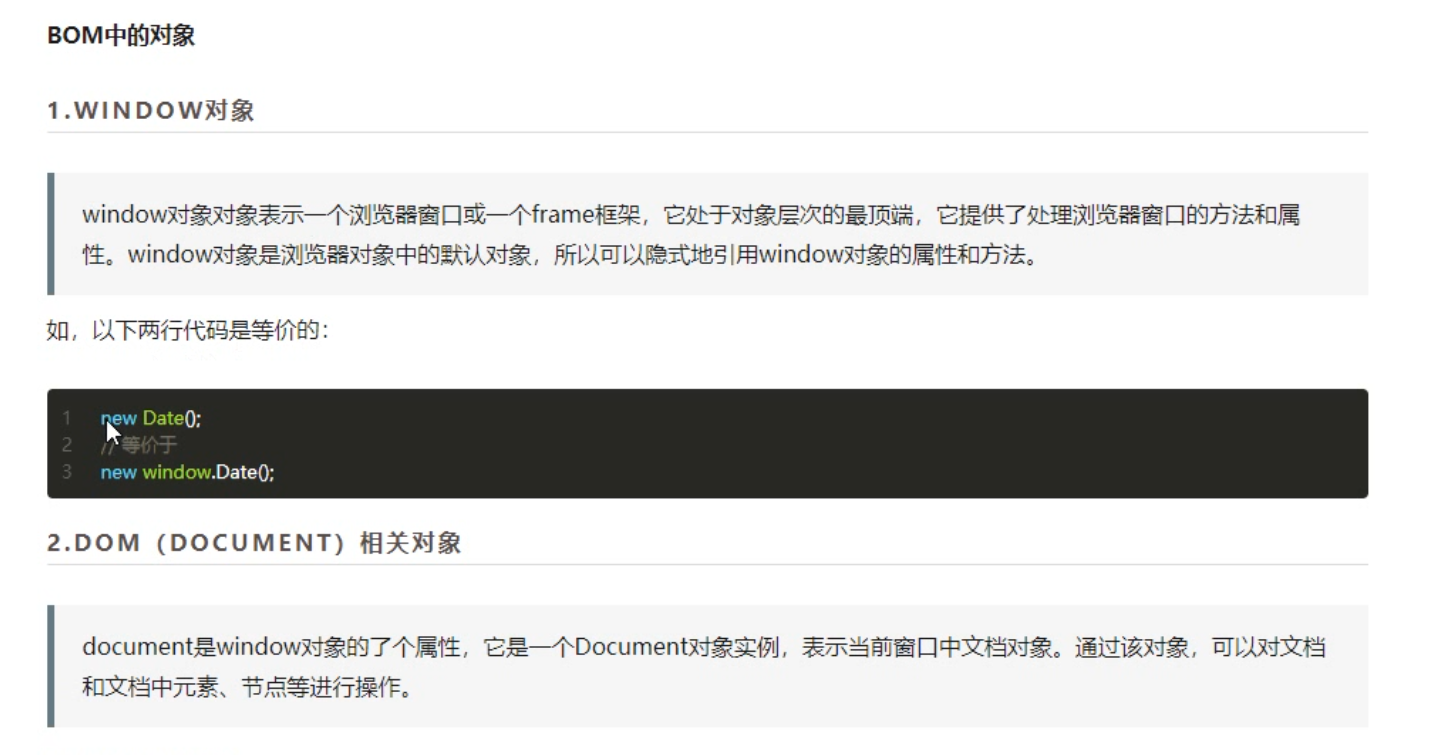 BOM中的对象
1.WINDOW对象
window对象对象表示一个浏览器窗口或一个frame框架，它处于对象层次的最顶端，它提供了处理浏览器窗口的方法和属
性。window对象是浏览器对象中的默认对象，所以可以隐式地引用window对象的属性和方法。
如，以下两行代码是等价的：
1 new Date();
2 // 等价于
3 new window.Date();
2.DOM（DOCUMENT）相关对象
document是window对象的了个属性，它是一个Document对象实例，表示当前窗口中文档对象。通过该对象，可以对文档
和文档中元素、节点等进行操作。